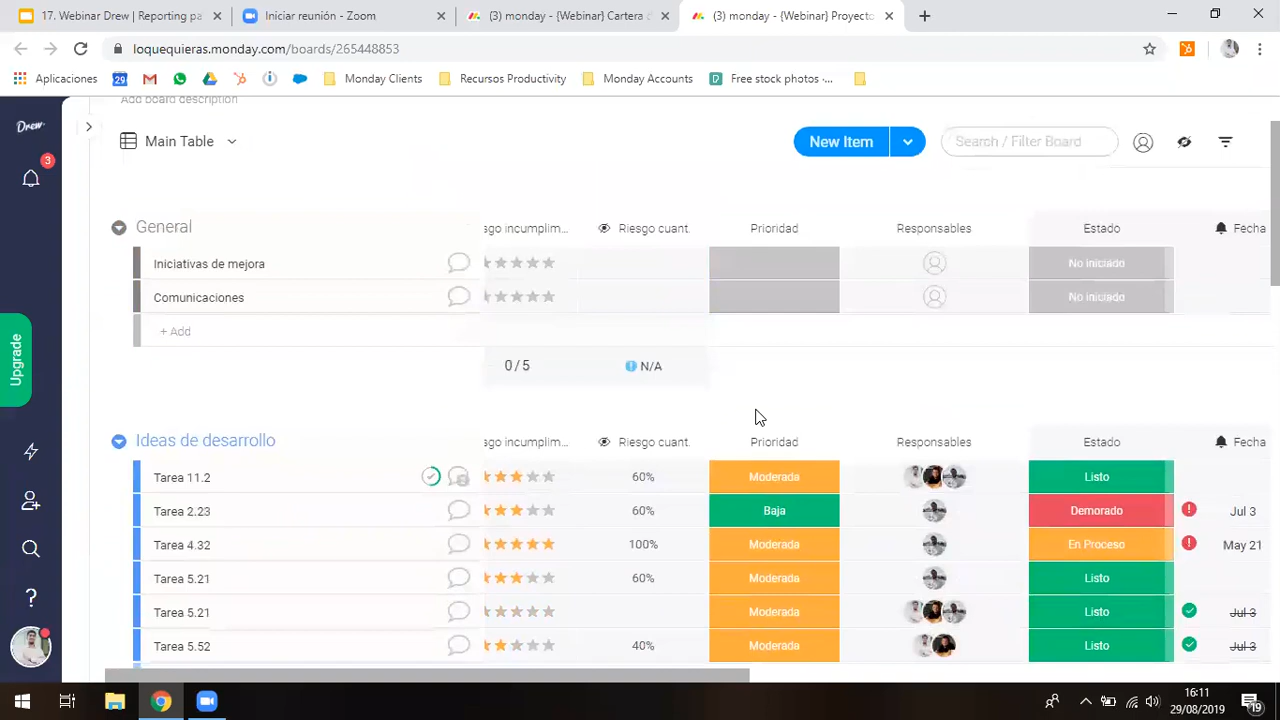 17. Webinar Drew | Reporting pa
Iniciar reunión - Zoom
(3) monday - {Webinar} Cartera
(3) monday - {Webinar} Proyecto
loquequieras.monday.com/boards/265448853
Aplicaciones
29
Monday Clients
Recursos Productivity
Monday Accounts
Free stock photos -...
Add board description
Drew
Main Table
New Item
Search / Filter Board
3
General
sgo incumplim...
Riesgo cuant.
Prioridad
Responsables
Estado
Fecha
Iniciativas de mejora
No iniciado
Comunicaciones
No iniciado
+ Add
Upgrade
0 / 5
N/A
Ideas de desarrollo
sgo incumplim...
Riesgo cuant.
Prioridad
Responsables
Estado
Fecha
Tarea 11.2
60%
Moderada
Listo
Tarea 2.23
60%
Baja
Demorado
Jul 3
Tarea 4.32
100%
Moderada
En Proceso
May 21
Tarea 5.21
60%
Moderada
Listo
Tarea 5.21
Moderada
Listo
Jul 3
Tarea 5.52
40%
Moderada
Listo
Jul 3
16:11
29/08/2019
19